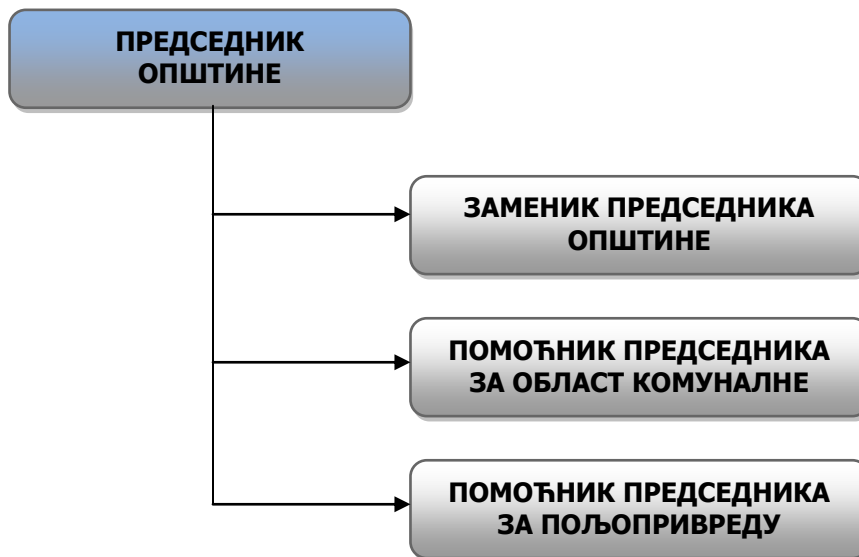 ПРЕДСЕДНИК
ОПШТИНЕ
ЗАМЕНИК ПРЕДСЕДНИКА
ОПШТИНЕ
ПОМОЋНИК ПРЕДСЕДНИКА
ЗА ОБЛАСТ КОМУНАЛНЕ
ПОМОЋНИК ПРЕДСЕДНИКА
ЗА ПОЉОПРИВРЕДУ